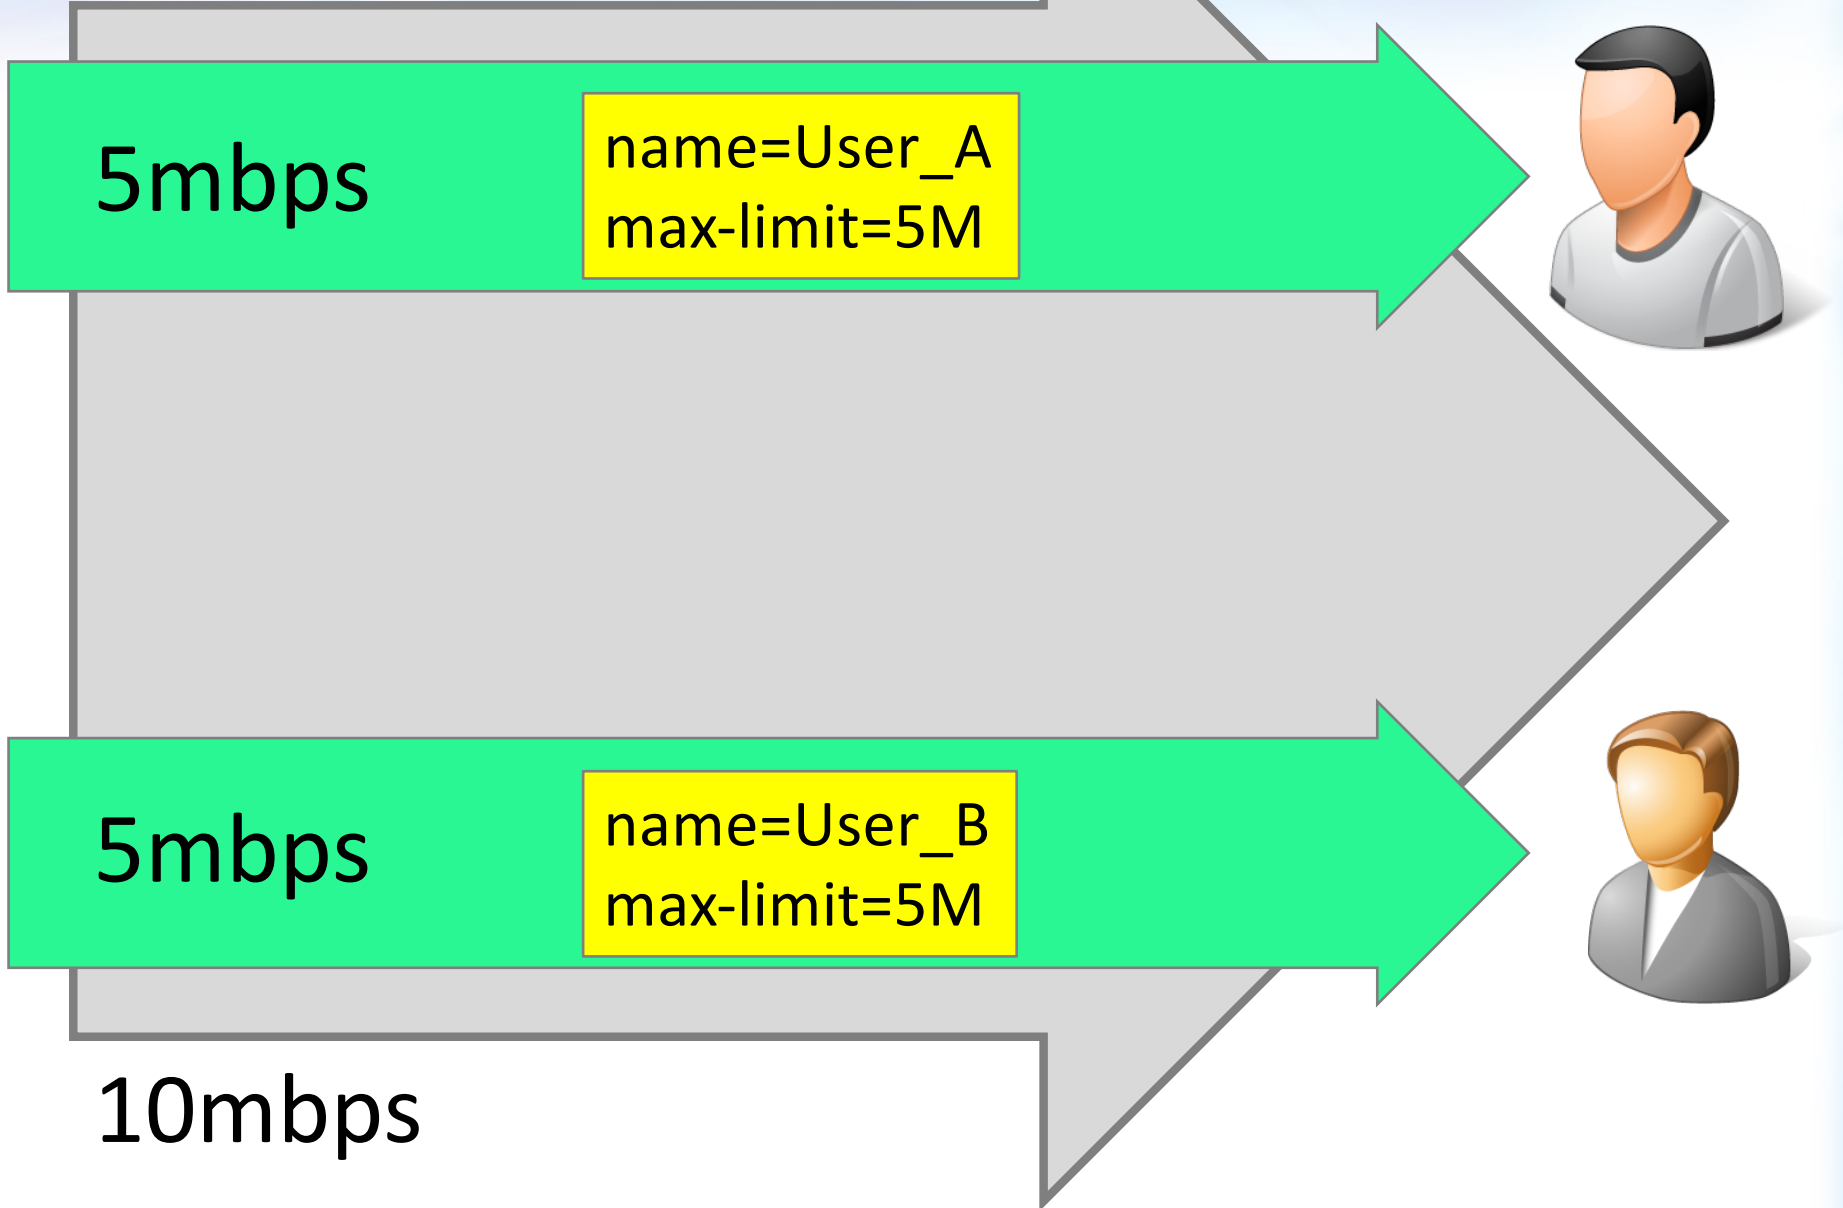 5mbps
name=User_A
max-limit=5M
5mbps
name=User_B
max-limit=5M
10mbps